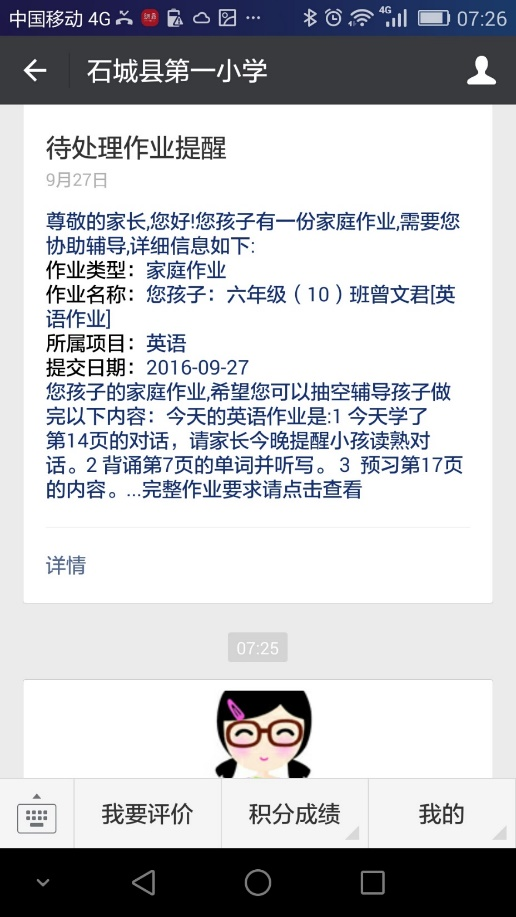 中国移动 4G ... 4G 07:26
石城县第一小学
待处理作业提醒
9月27日
尊敬的家长,您好!您孩子有一份家庭作业,需要您
协助辅导,详细信息如下:
作业类型：家庭作业
作业名称：您孩子：六年级（10）班曾文君[英
语作业]
所属项目：英语
提交日期：2016-09-27
您孩子的家庭作业,希望您可以抽空辅导孩子做
完以下内容：今天的英语作业是:1 今天学了
第14页的对话，请家长今晚提醒小孩读熟对
话。2 背诵第7页的单词并听写。 3  预习第17页
的内容。...完整作业要求请点击查看
详情
07:25
我要评价 积分成绩 我的